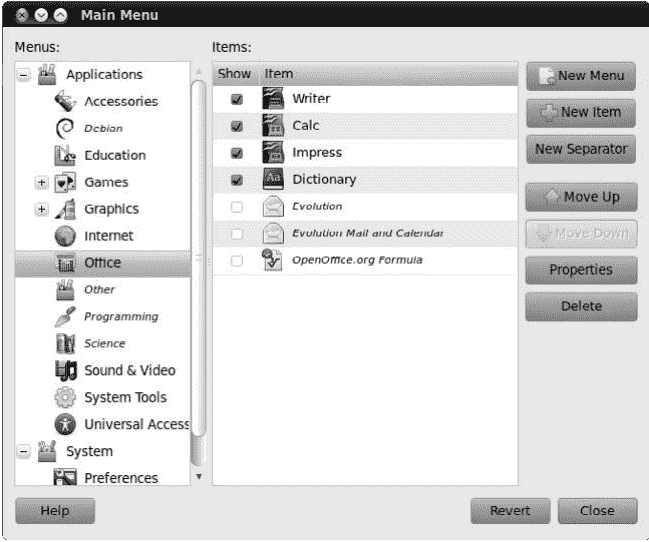 Main Menu
Menus:
Items:
Applications
Accessories
Debian
Education
Games
Graphics
Internet
Office
Other
Programming
Science
Sound & Video
System Tools
Universal Access
System
Preferences
Show Item
Writer
Calc
Impress
Aa Dictionary
Evolution
Evolution Mail and Calendar
OpenOffice.org Formula
New Menu
New Item
New Separator
Move Up
Move Down
Properties
Delete
Help
Revert
Close